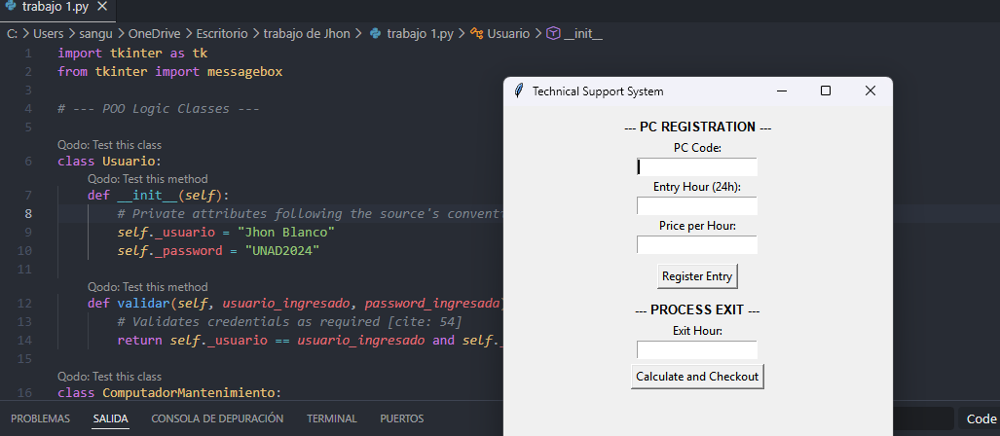 trabajo 1.py
C: > Users > sangu > OneDrive > Escritorio > trabajo de Jhon > trabajo 1.py > Usuario > __init__
1 import tkinter as tk
2 from tkinter import messagebox
3
4 # --- POO Logic Classes ---
5
Qodo: Test this class
6 class Usuario:
Qodo: Test this method
7 def __init__(self):
8 # Private attributes following the source's convent
9 self._usuario = "Jhon Blanco"
10 self._password = "UNAD2024"
11
Qodo: Test this method
12 def validar(self, usuario_ingresado, password_ingresada
13 # Validates credentials as required [cite: 54]
14 return self._usuario == usuario_ingresado and self._
15
Qodo: Test this class
16 class ComputadorMantenimiento:
PROBLEMAS SALIDA CONSOLA DE DEPURACIÓN TERMINAL PUERTOS
Code
Technical Support System
--- PC REGISTRATION ---
PC Code:
Entry Hour (24h):
Price per Hour:
Register Entry
--- PROCESS EXIT ---
Exit Hour:
Calculate and Checkout